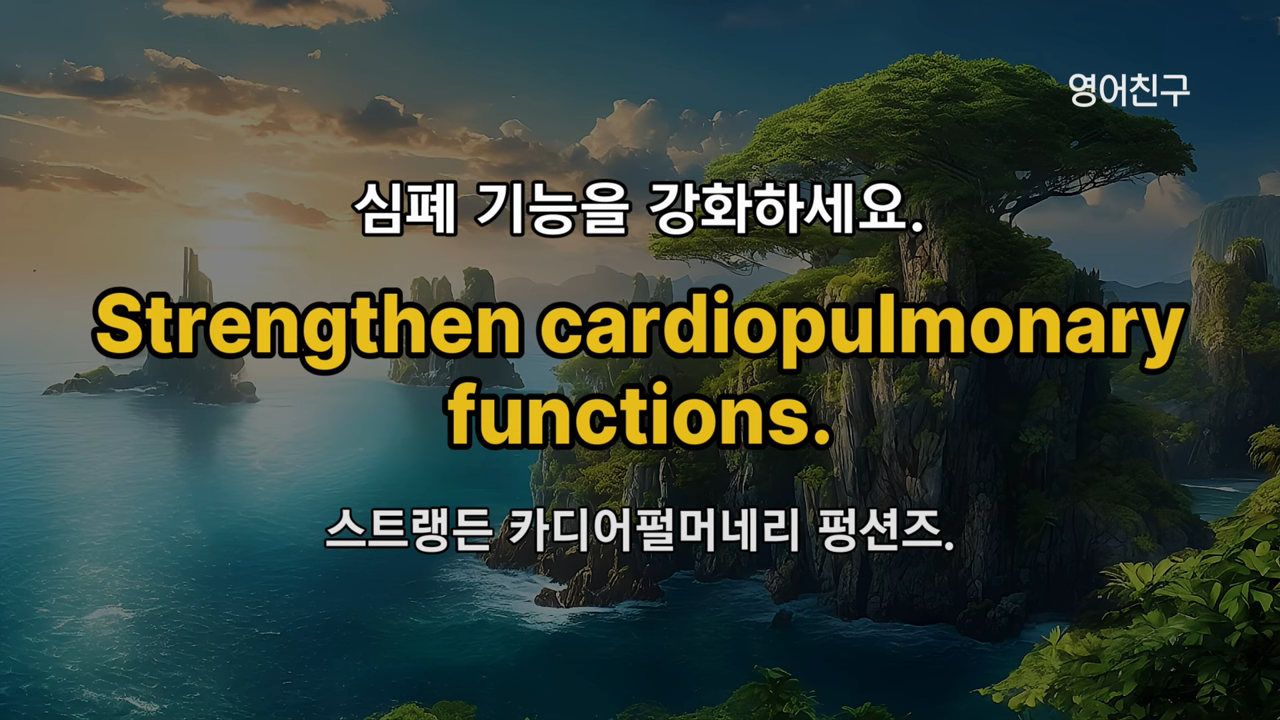 영어친구
심폐 기능을 강화하세요.
Strengthen cardiopulmonary
functions.
스트랭든 카디어펄머네리 펑션즈.